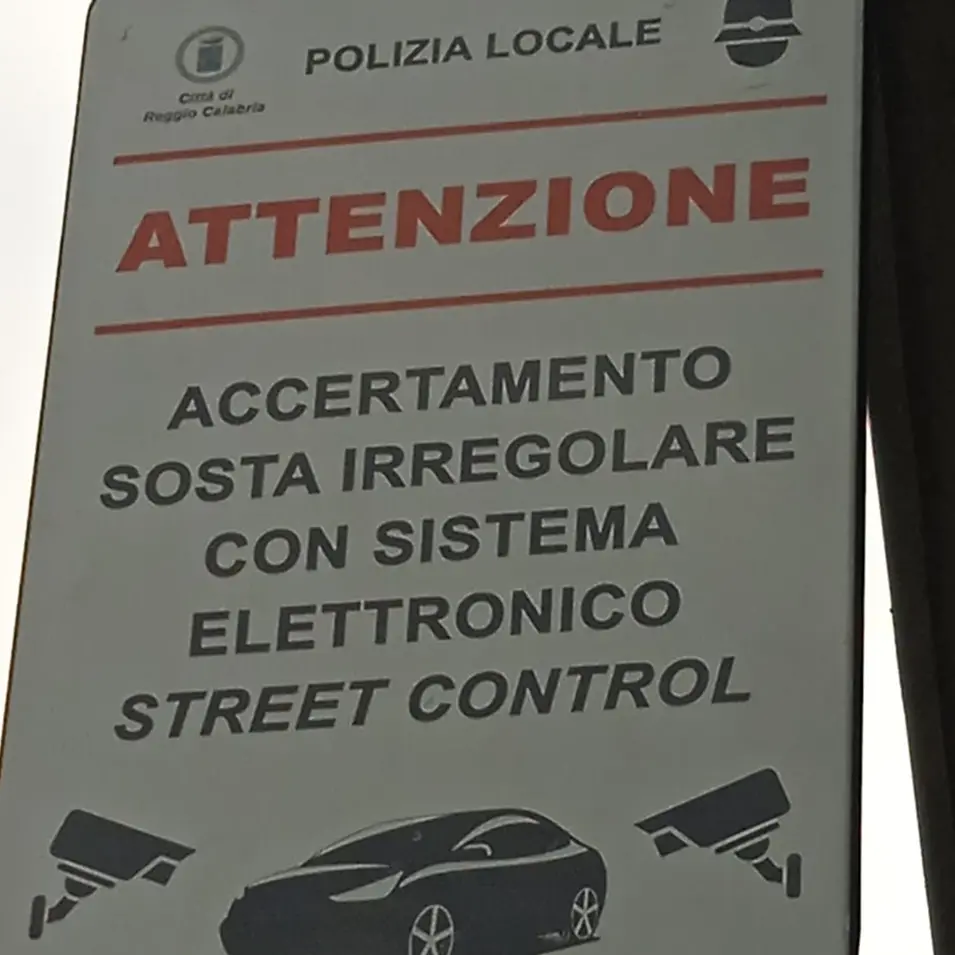 POLIZIA LOCALE
Città di
Reggio Calabria
ATTENZIONE
ACCERTAMENTO
SOSTA IRREGOLARE
CON SISTEMA
ELETTRONICO
STREET CONTROL